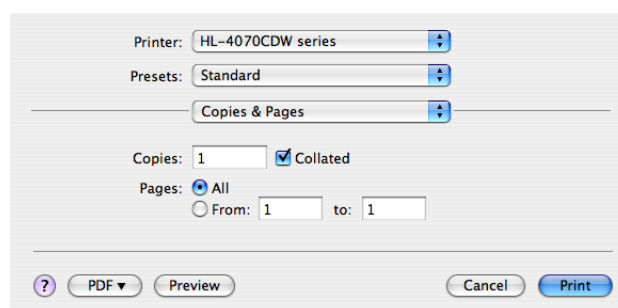 Printer: HL-4070CDW series
Presets: Standard
Copies & Pages
Copies: 1 Collated
Pages: All
From: 1 to: 1
? PDF▼ Preview Cancel Print